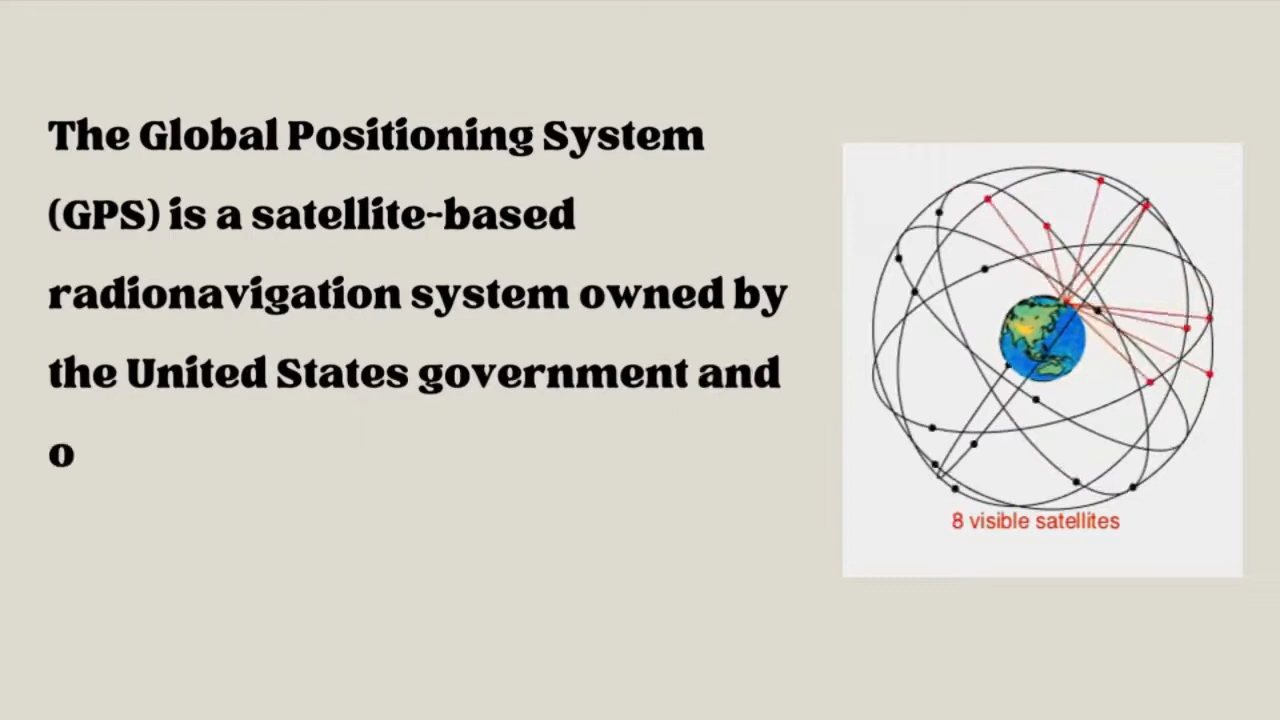 The Global Positioning System
(GPS) is a satellite-based
radionavigation system owned by
the United States government and
o
8 visible satellites